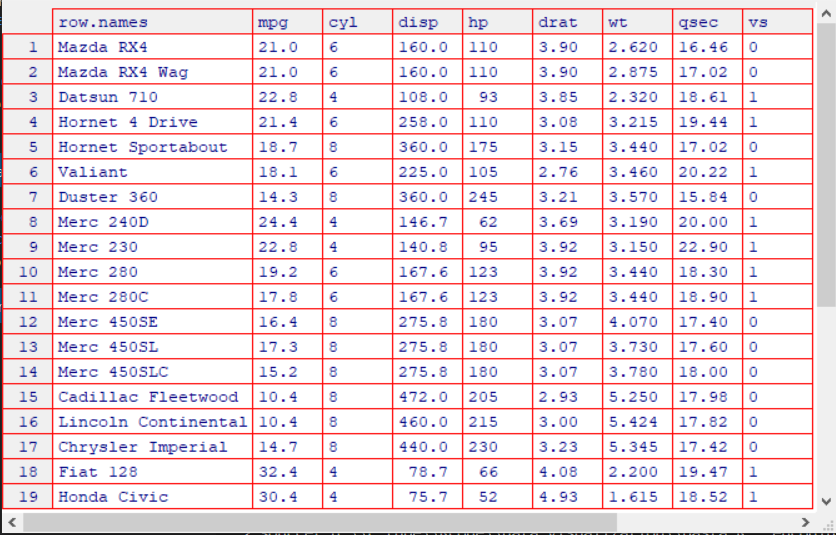 row.names mpg cyl disp hp drat wt qsec vs
1 Mazda RX4 21.0 6 160.0 110 3.90 2.620 16.46 0
2 Mazda RX4 Wag 21.0 6 160.0 110 3.90 2.875 17.02 0
3 Datsun 710 22.8 4 108.0 93 3.85 2.320 18.61 1
4 Hornet 4 Drive 21.4 6 258.0 110 3.08 3.215 19.44 1
5 Hornet Sportabout 18.7 8 360.0 175 3.15 3.440 17.02 0
6 Valiant 18.1 6 225.0 105 2.76 3.460 20.22 1
7 Duster 360 14.3 8 360.0 245 3.21 3.570 15.84 0
8 Merc 240D 24.4 4 146.7 62 3.69 3.190 20.00 1
9 Merc 230 22.8 4 140.8 95 3.92 3.150 22.90 1
10 Merc 280 19.2 6 167.6 123 3.92 3.440 18.30 1
11 Merc 280C 17.8 6 167.6 123 3.92 3.440 18.90 1
12 Merc 450SE 16.4 8 275.8 180 3.07 4.070 17.40 0
13 Merc 450SL 17.3 8 275.8 180 3.07 3.730 17.60 0
14 Merc 450SLC 15.2 8 275.8 180 3.07 3.780 18.00 0
15 Cadillac Fleetwood 10.4 8 472.0 205 2.93 5.250 17.98 0
16 Lincoln Continental 10.4 8 460.0 215 3.00 5.424 17.82 0
17 Chrysler Imperial 14.7 8 440.0 230 3.23 5.345 17.42 0
18 Fiat 128 32.4 4 78.7 66 4.08 2.200 19.47 1
19 Honda Civic 30.4 4 75.7 52 4.93 1.615 18.52 1